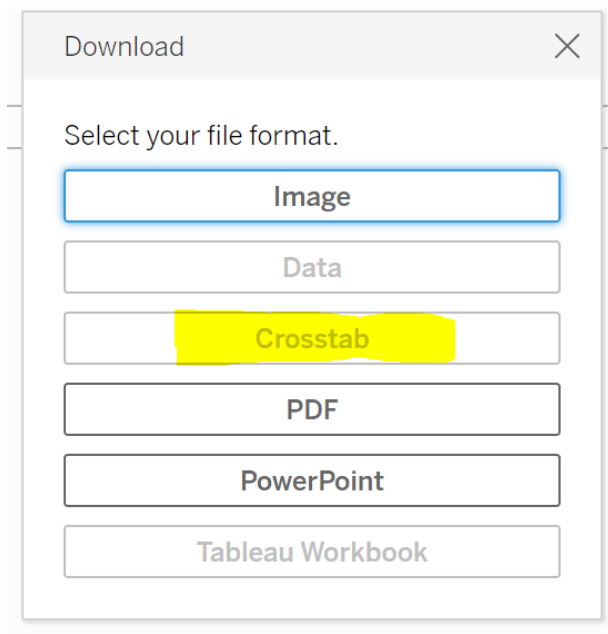 Download
Select your file format.
Image
Data
Crosstab
PDF
PowerPoint
Tableau Workbook